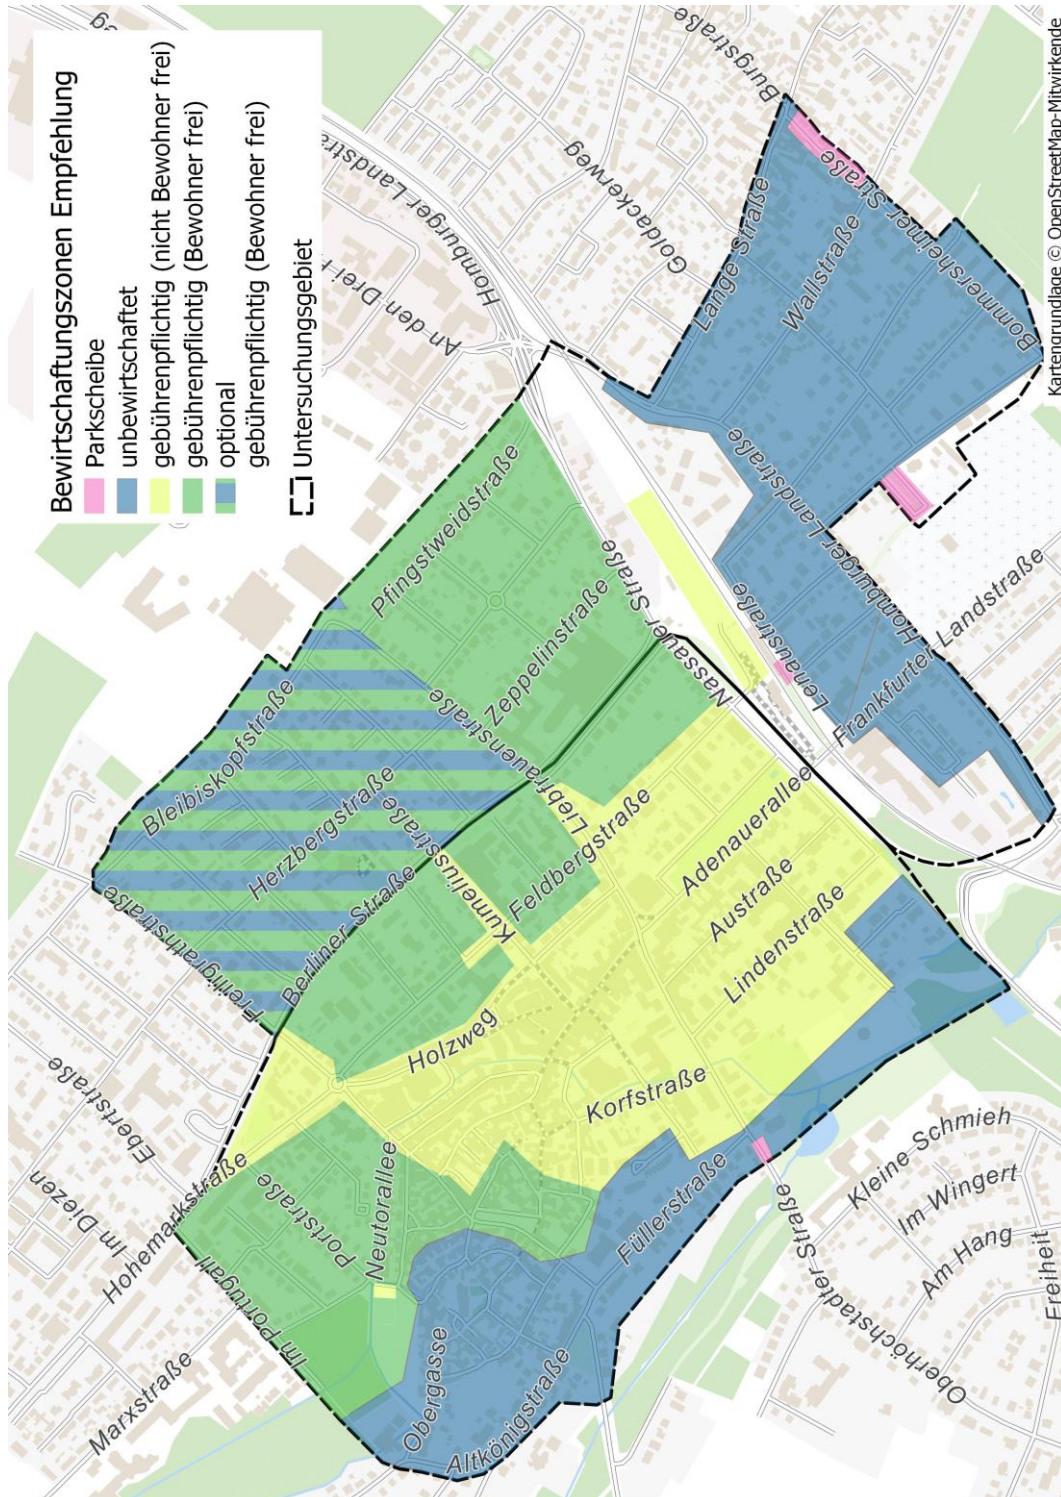 Bewirtschaftungszonen Empfehlung
Parkscheibe
unbewirtschaftet
gebührenpflichtig (nicht Bewohner frei)
gebührenpflichtig (Bewohner frei)
optional
gebührenpflichtig (Bewohner frei)
Untersuchungsgebiet
Homburger Landstra
An den Drei H
Burgstraße
Goldackerweg
Lange Straße
Wallstraße
Bommersheimer Straße
Pfingstweidstraße
Zeppelinstraße
Nassauer Straße
Lenaustraße
Homburger Landstraße
Frankfurter Landstraße
Bleibiskopfstraße
Herzbergstraße
Liebfrauenstraße
Kumeliusstraße
Feldbergstraße
Freiligrathstraße
Berliner Straße
Adenauerallee
Austraße
Lindenstraße
Holzweg
Korfstraße
Ebertstraße
Im Diezen
Hohemarkstraße
Portstraße
Neutorallee
Im Portugall
Marxstraße
Obergasse
Altkönigstraße
Füllerstraße
Oberhöchstadter Straße
Kleine Schmieh
Im Wingert
Am Hang
Freiheit
Kartengrundlage © OpenStreetMap-Mitwirkende